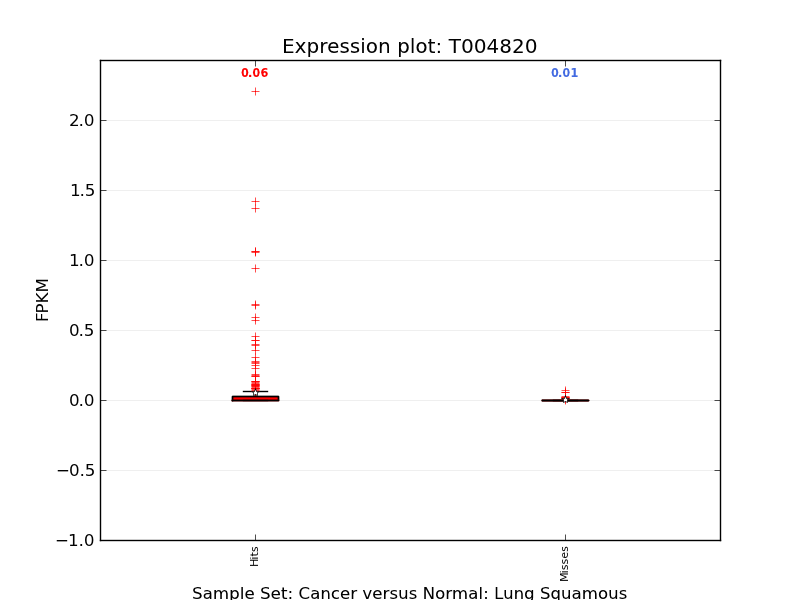 Expression plot: T004820
0.06
0.01
2.0
1.5
1.0
0.5
0.0
−0.5
−1.0
FPKM
Hits
Misses
Sample Set: Cancer versus Normal: Lung Squamous